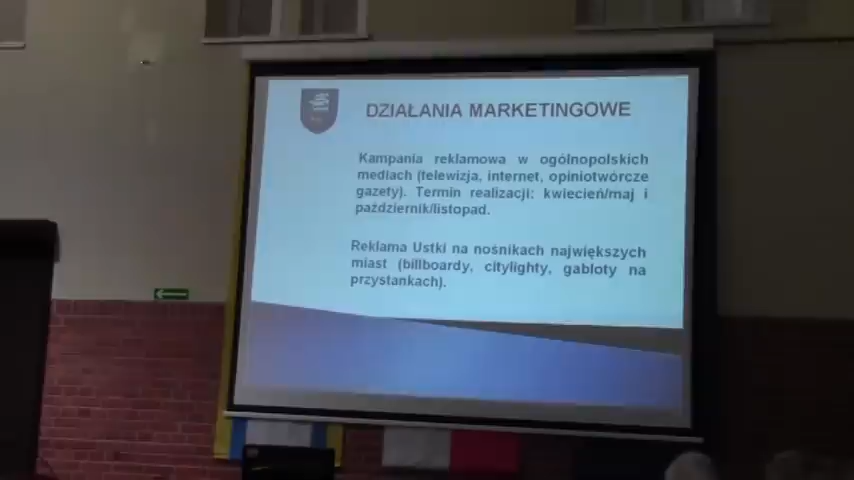 DZIAŁANIA MARKETINGOWE
Kampania reklamowa w ogólnopolskich
mediach (telewizja, internet, opiniotwórcze
gazety). Termin realizacji: kwiecień/maj i
październik/listopad.
Reklama Ustki na nośnikach największych
miast (billboardy, citylighty, gabloty na
przystankach).